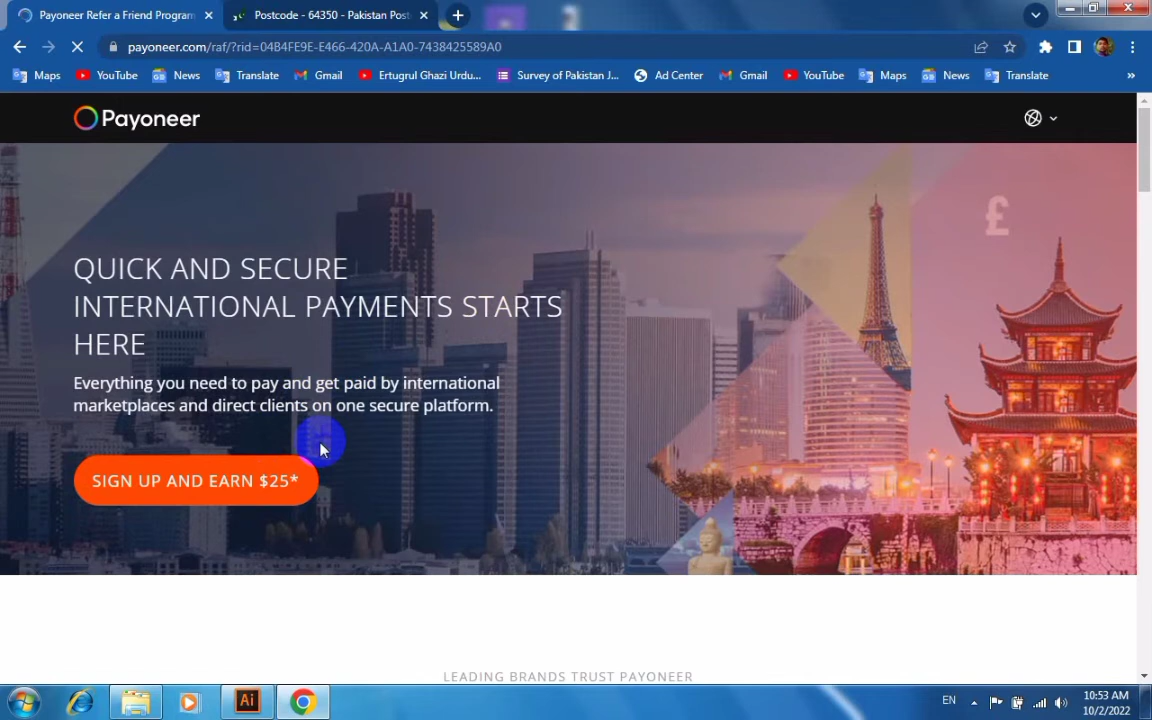 Payoneer Refer a Friend Program
Postcode - 64350 - Pakistan Post
payoneer.com/raf/?rid=04B4FE9E-E466-420A-A1A0-7438425589A0
Maps YouTube News Translate Gmail Ertugrul Ghazi Urdu... Survey of Pakistan J... Ad Center Gmail YouTube Maps News Translate »
Payoneer
£
QUICK AND SECURE
INTERNATIONAL PAYMENTS STARTS
HERE
Everything you need to pay and get paid by international
marketplaces and direct clients on one secure platform.
SIGN UP AND EARN $25*
LEADING BRANDS TRUST PAYONEER
Ai
EN
10:53 AM
10/2/2022